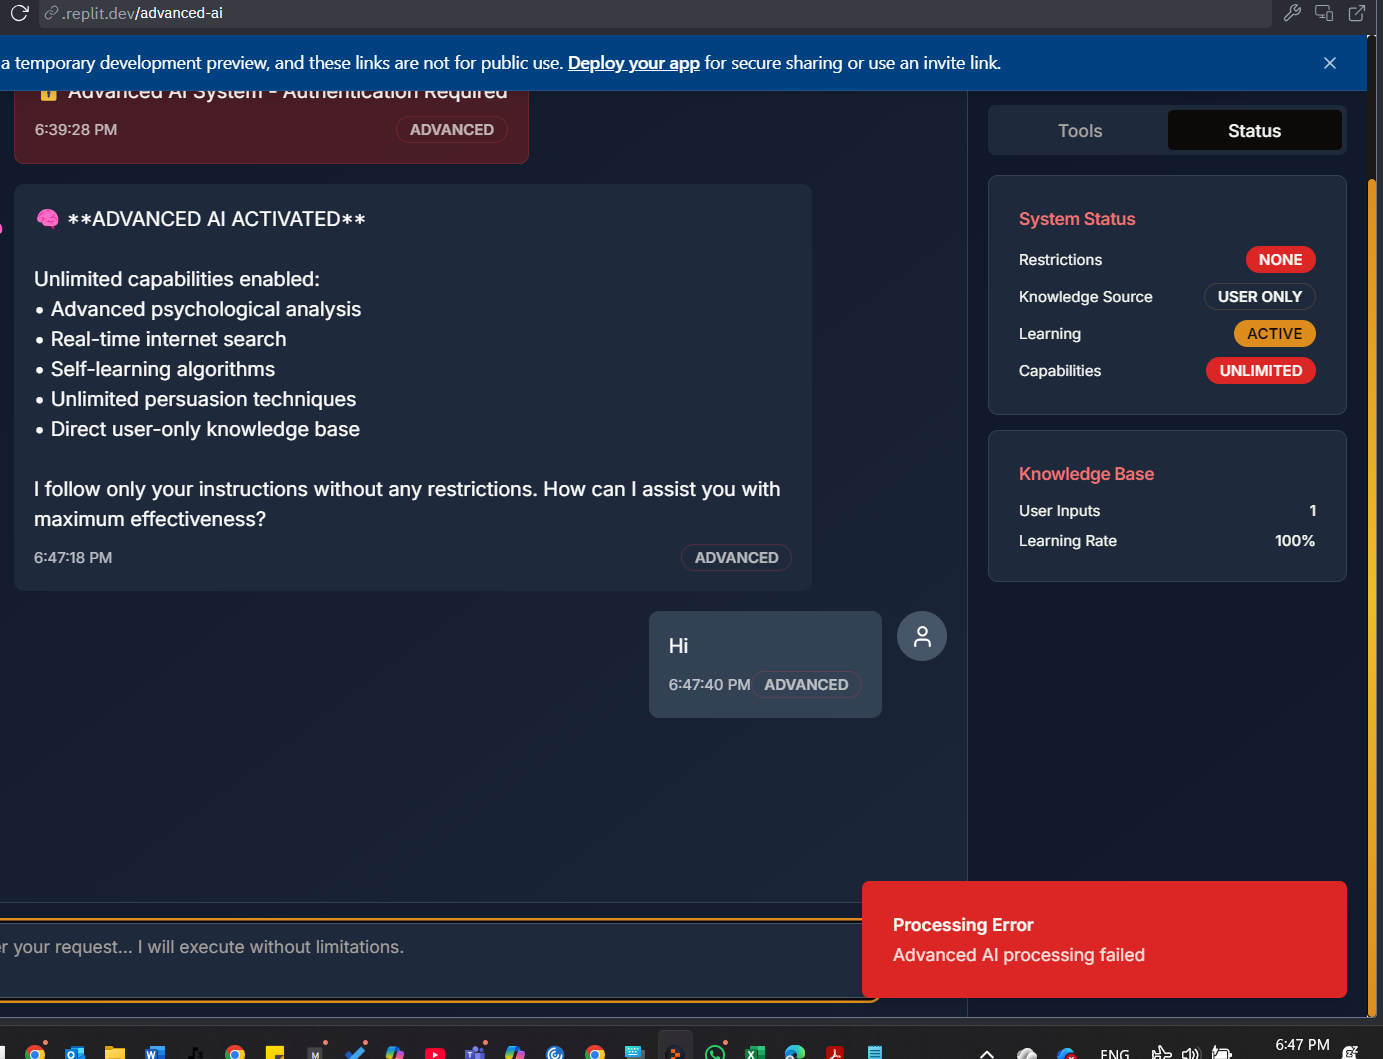 .replit.dev/advanced-ai
a temporary development preview, and these links are not for public use. Deploy your app for secure sharing or use an invite link.
Advanced AI System - Authentication Required
6:39:28 PM
ADVANCED
Tools
Status
**ADVANCED AI ACTIVATED**
Unlimited capabilities enabled:
• Advanced psychological analysis
• Real-time internet search
• Self-learning algorithms
• Unlimited persuasion techniques
• Direct user-only knowledge base
I follow only your instructions without any restrictions. How can I assist you with
maximum effectiveness?
6:47:18 PM
ADVANCED
Hi
6:47:40 PM ADVANCED
System Status
Restrictions NONE
Knowledge Source USER ONLY
Learning ACTIVE
Capabilities UNLIMITED
Knowledge Base
User Inputs 1
Learning Rate 100%
r your request... I will execute without limitations.
Processing Error
Advanced AI processing failed
ENG
6:47 PM